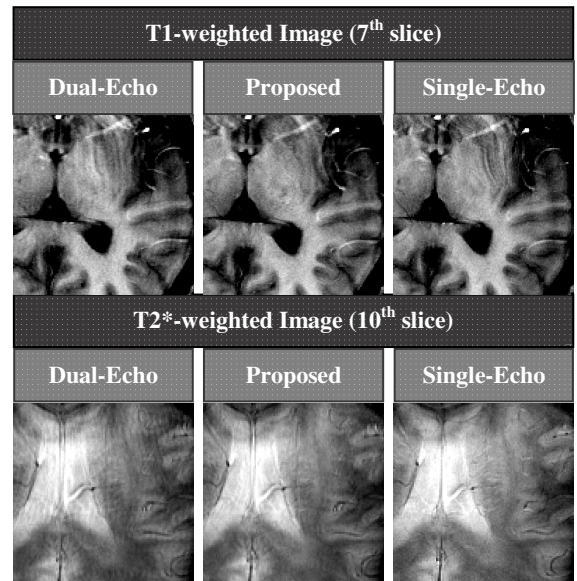 T1-weighted Image (7th slice)
Dual-Echo Proposed Single-Echo
T2*-weighted Image (10th slice)
Dual-Echo Proposed Single-Echo